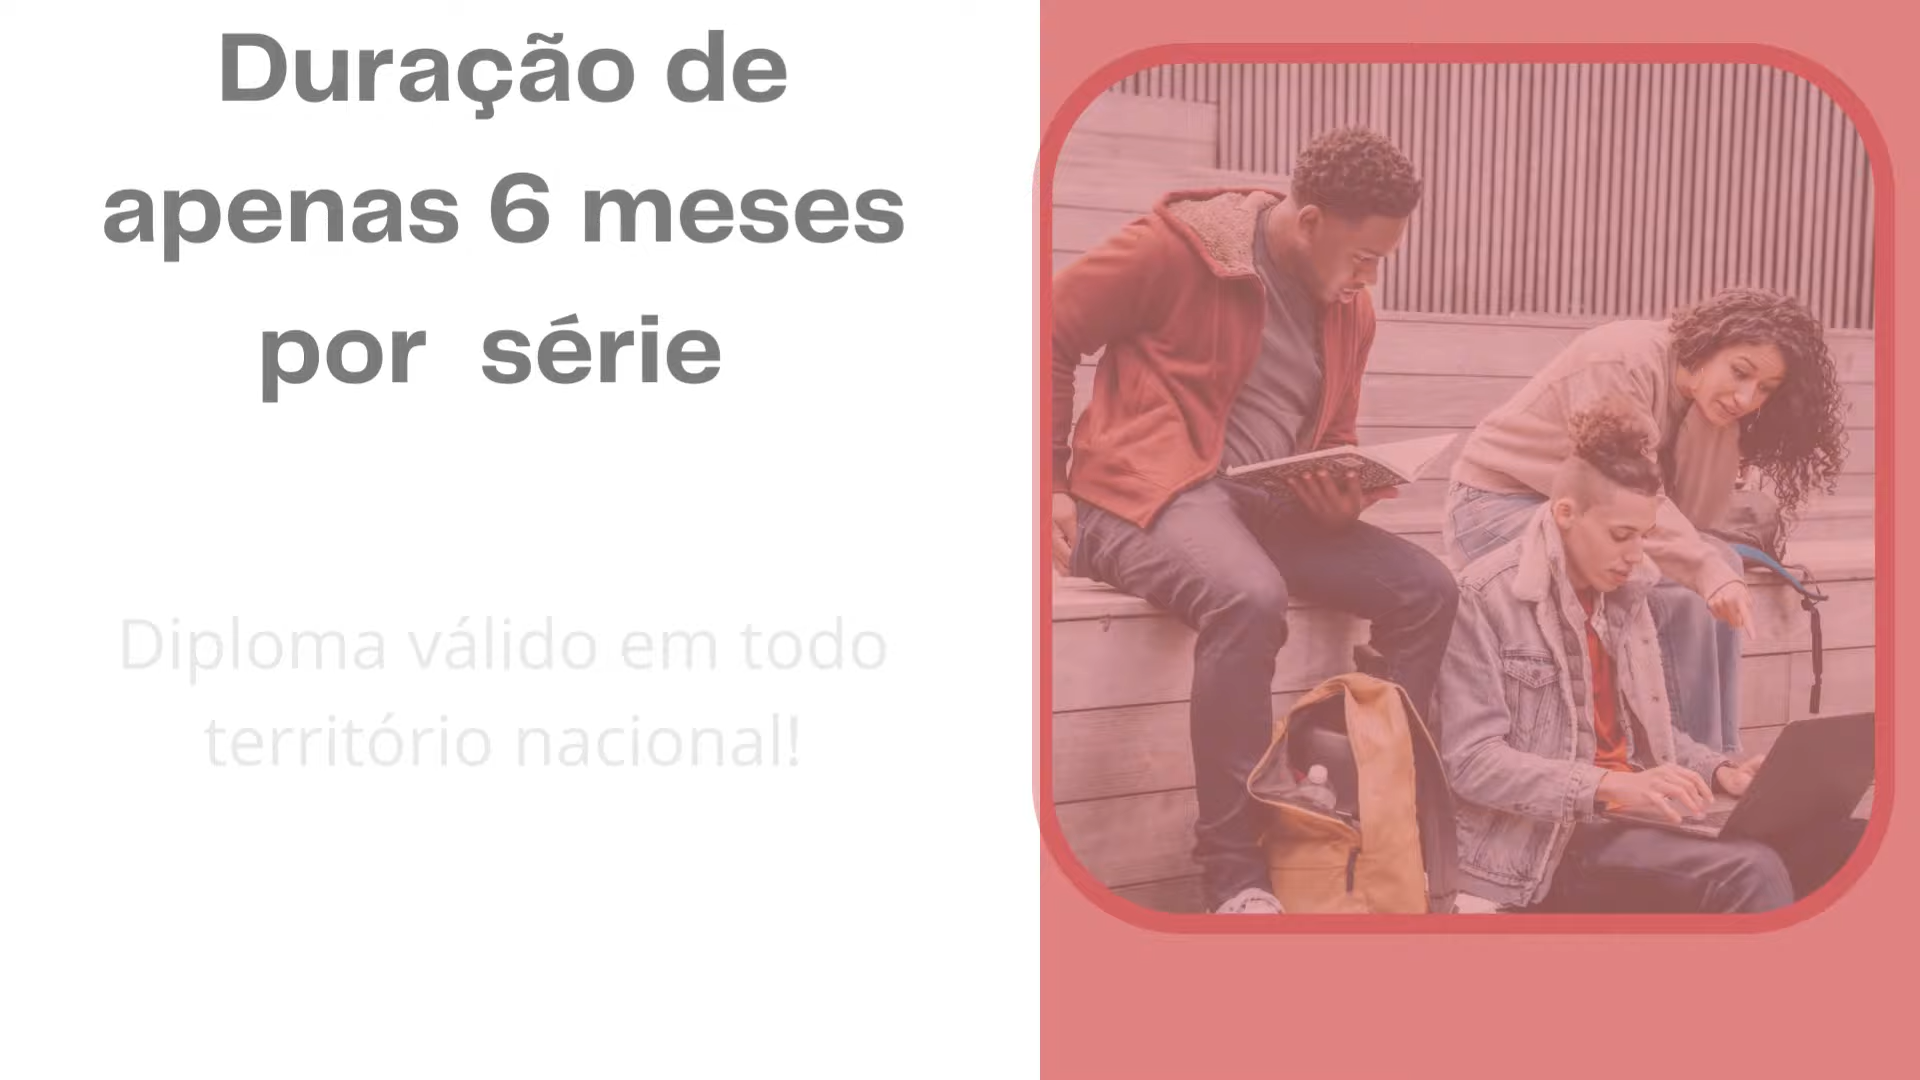 Duração de
apenas 6 meses
por série
Diploma válido em todo
território nacional!